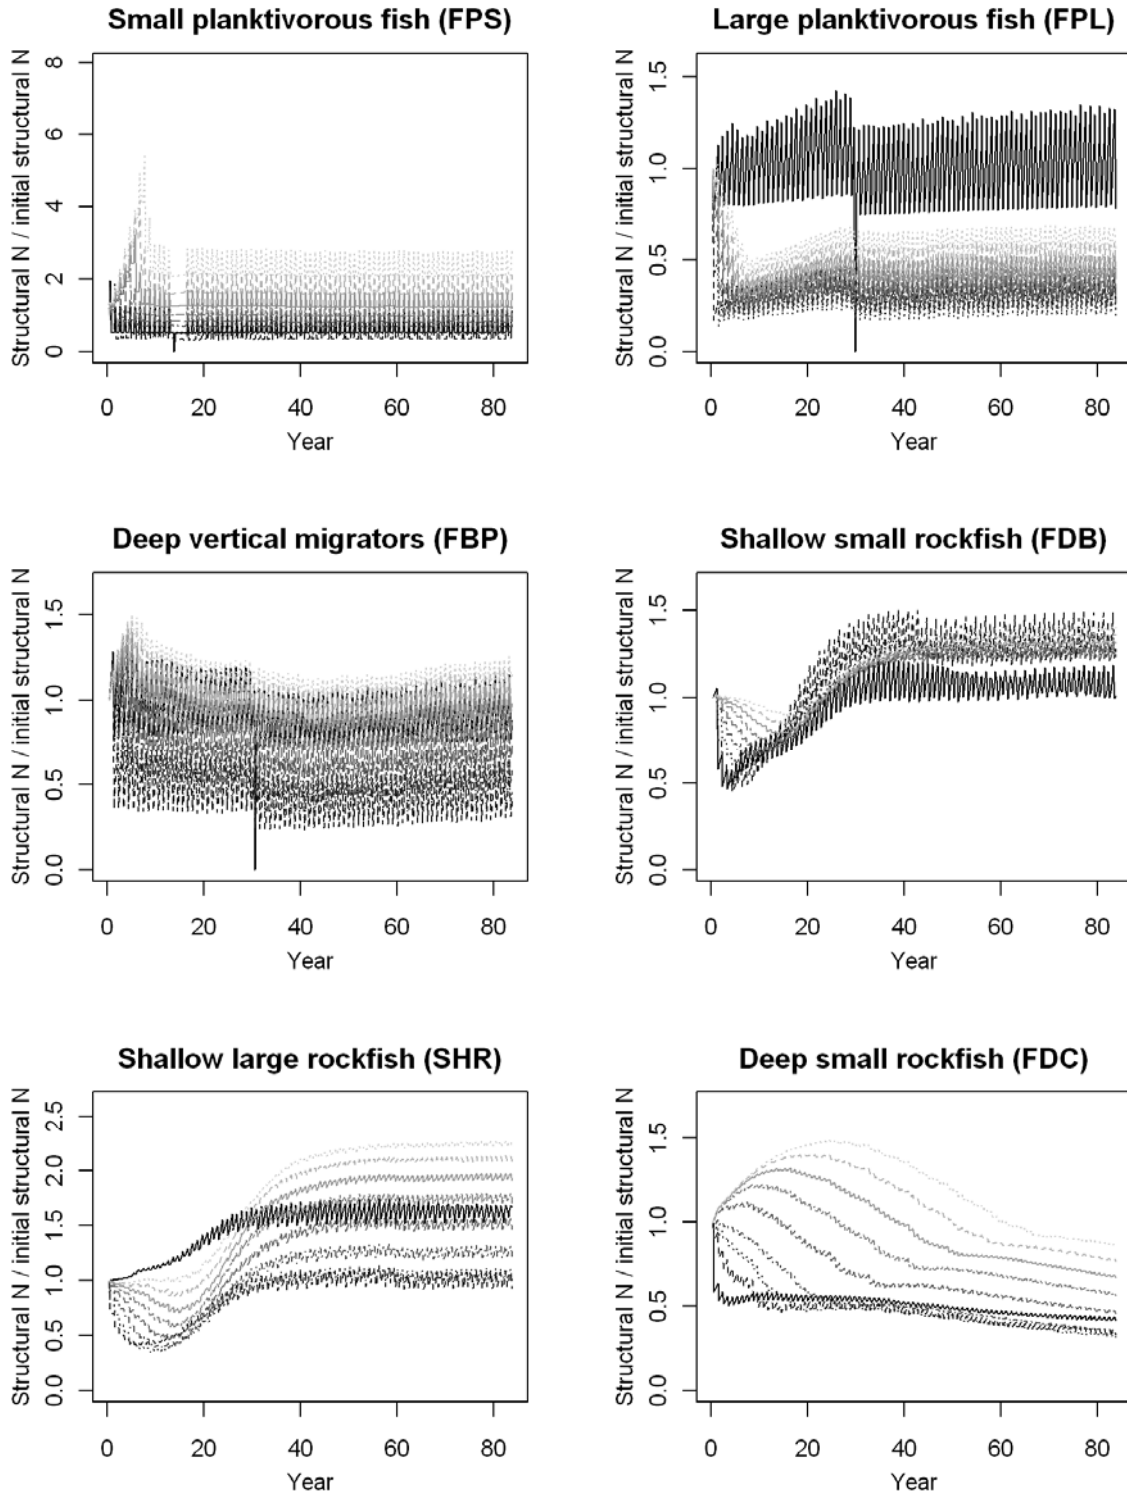 Small planktivorous fish (FPS)
Structural N / initial structural N
8
6
4
2
0
0 20 40 60 80
Year
Large planktivorous fish (FPL)
Structural N / initial structural N
1.5
1.0
0.5
0.0
0 20 40 60 80
Year
Deep vertical migrators (FBP)
Structural N / initial structural N
1.5
1.0
0.5
0.0
0 20 40 60 80
Year
Shallow small rockfish (FDB)
Structural N / initial structural N
1.5
1.0
0.5
0.0
0 20 40 60 80
Year
Shallow large rockfish (SHR)
Structural N / initial structural N
2.5
2.0
1.5
1.0
0.5
0.0
0 20 40 60 80
Year
Deep small rockfish (FDC)
Structural N / initial structural N
1.5
1.0
0.5
0.0
0 20 40 60 80
Year